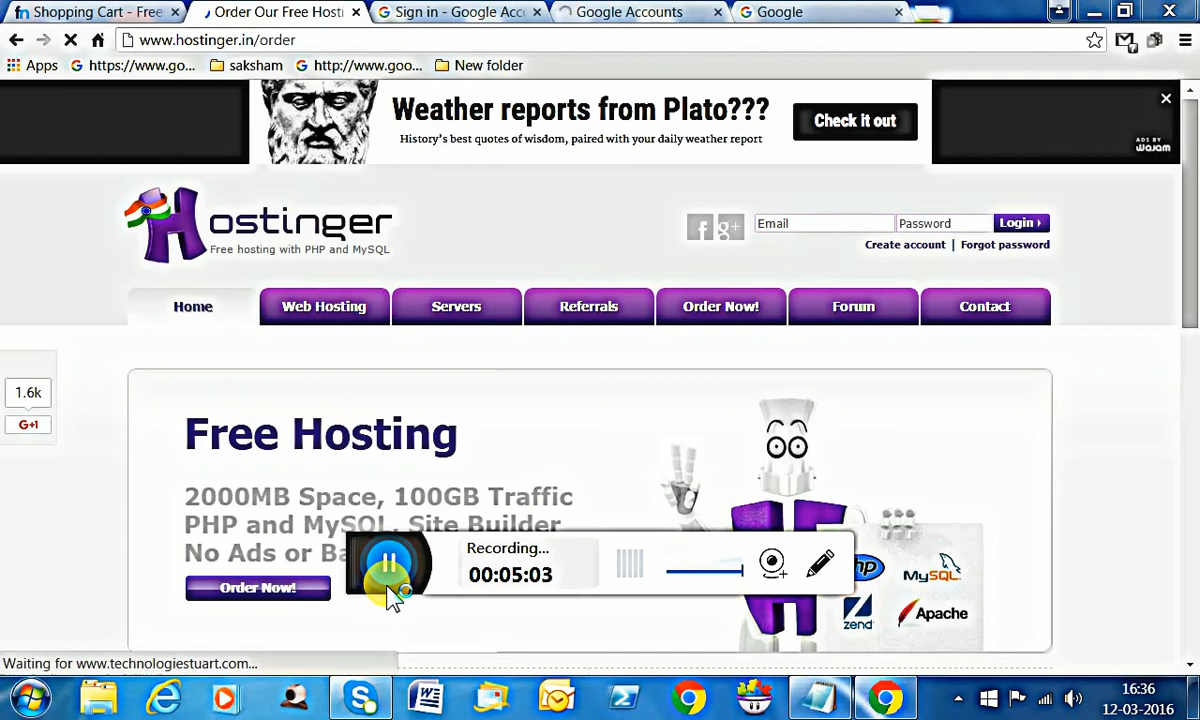 Shopping Cart - Free
Order Our Free Hosti
Sign in - Google Acc
Google Accounts
Google
www.hostinger.in/order
Apps
https://www.go...
saksham
http://www.goo...
New folder
Weather reports from Plato???
History's best quotes of wisdom, paired with your daily weather report
Check it out
ADS BY
wajam
Hostinger
Free hosting with PHP and MySQL
f
g+
Email
Password
Login
Create account | Forgot password
Home
Web Hosting
Servers
Referrals
Order Now!
Forum
Contact
1.6k
G+1
Free Hosting
2000MB Space, 100GB Traffic
PHP and MySQL, Site Builder
No Ads or Ba
Order Now!
Recording...
00:05:03
php
MySQL
zend
Apache
Waiting for www.technologiestuart.com...
16:36
12-03-2016